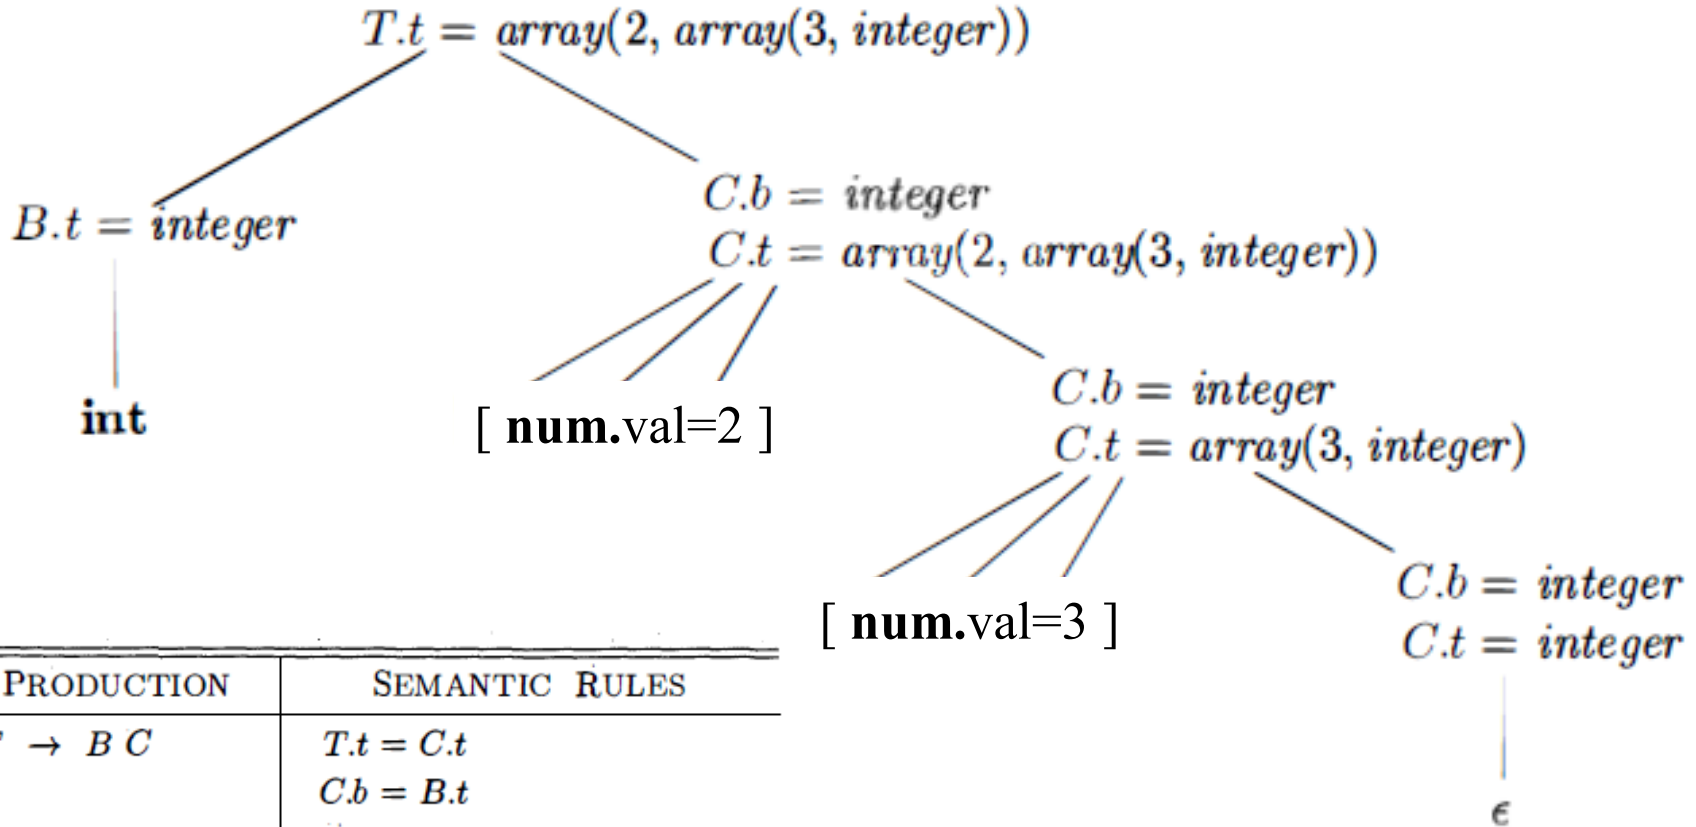 T.t = array(2, array(3, integer))
B.t = integer
C.b = integer
C.t = array(2, array(3, integer))
int
[ num.val=2 ]
C.b = integer
C.t = array(3, integer)
[ num.val=3 ]
C.b = integer
C.t = integer
ϵ
PRODUCTION SEMANTIC RULES
→ B C T.t = C.t
C.b = B.t